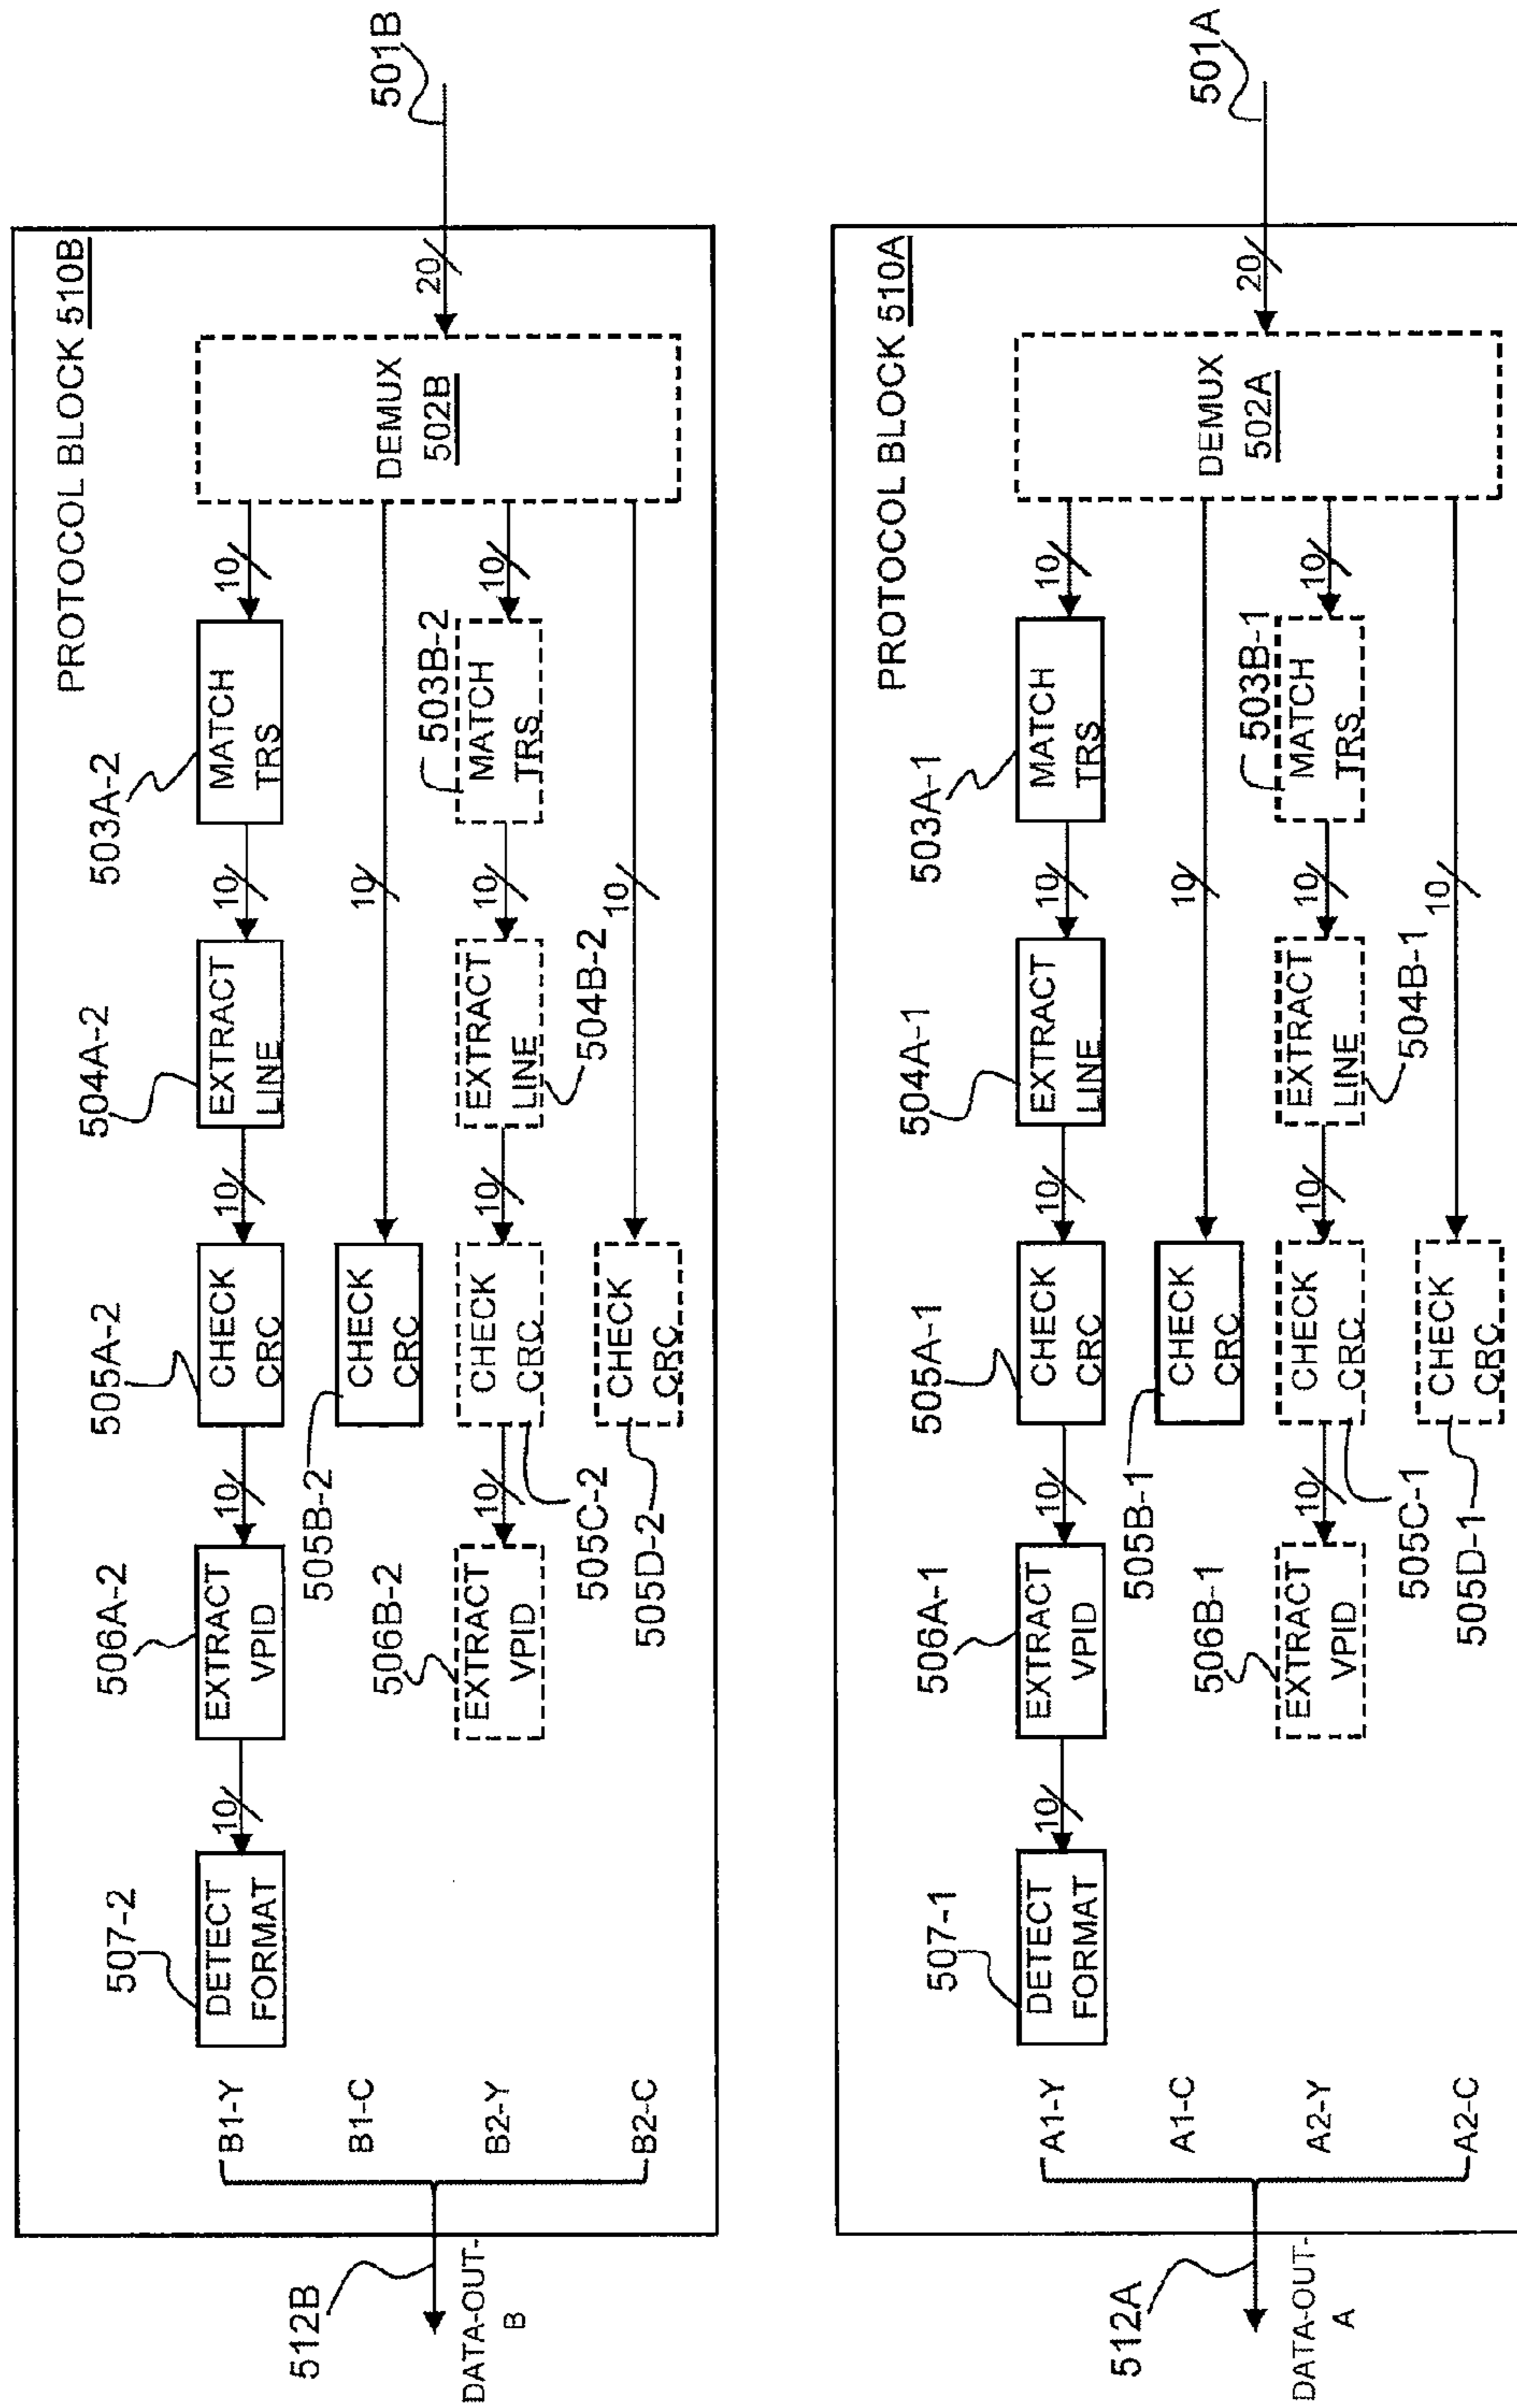 PROTOCOL BLOCK 510B
501B
20
DEMUX
502B
10
10
10
10
503A-2
MATCH
TRS
503B-2
MATCH
TRS
10
10
504A-2
EXTRACT
LINE
EXTRACT
LINE
504B-2
10
10
505A-2
CHECK
CRC
CHECK
CRC
505B-2
CHECK
CRC
505C-2
CHECK
CRC
505D-2
10
10
506A-2
EXTRACT
VPID
506B-2
EXTRACT
VPID
10
507-2
DETECT
FORMAT
B1-Y
B1-C
B2-Y
B2-C
512B
DATA-OUT-
B
PROTOCOL BLOCK 510A
501A
20
DEMUX
502A
10
10
10
10
503A-1
MATCH
TRS
503B-1
MATCH
TRS
10
10
504A-1
EXTRACT
LINE
EXTRACT
LINE
504B-1
10
10
505A-1
CHECK
CRC
CHECK
CRC
505B-1
CHECK
CRC
505C-1
CHECK
CRC
505D-1
10
10
506A-1
EXTRACT
VPID
506B-1
EXTRACT
VPID
10
507-1
DETECT
FORMAT
A1-Y
A1-C
A2-Y
A2-C
512A
DATA-OUT-
A